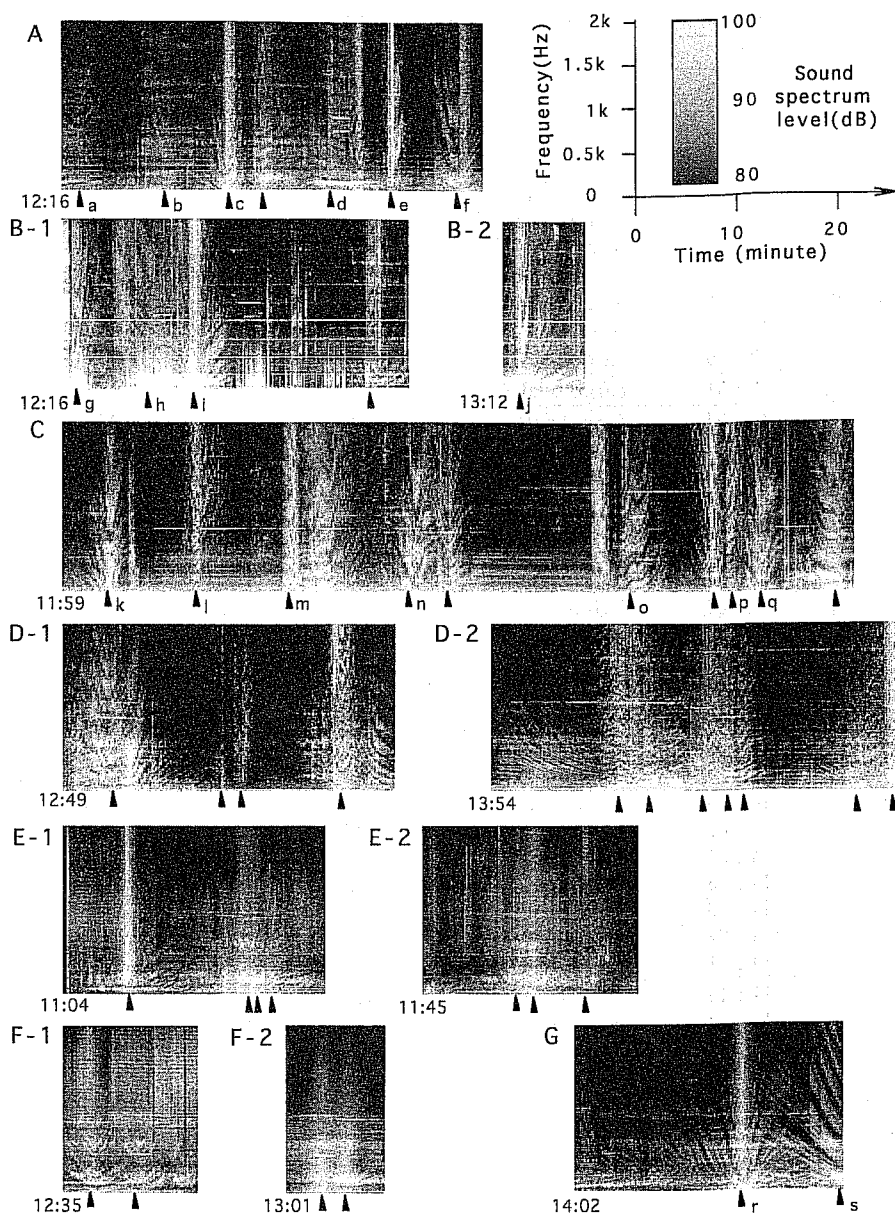 A
2k
1.5k
1k
0.5k
0
Frequency(Hz)
100
90
80
Sound
spectrum
level(dB)
0 10 20
Time (minute)
12:16 a b c d e f
B-1
B-2
12:16 g h i
13:12 j
C
11:59 k l m n o p q
D-1
D-2
12:49
13:54
E-1
E-2
11:04
11:45
F-1
F-2
G
12:35
13:01
14:02 r s